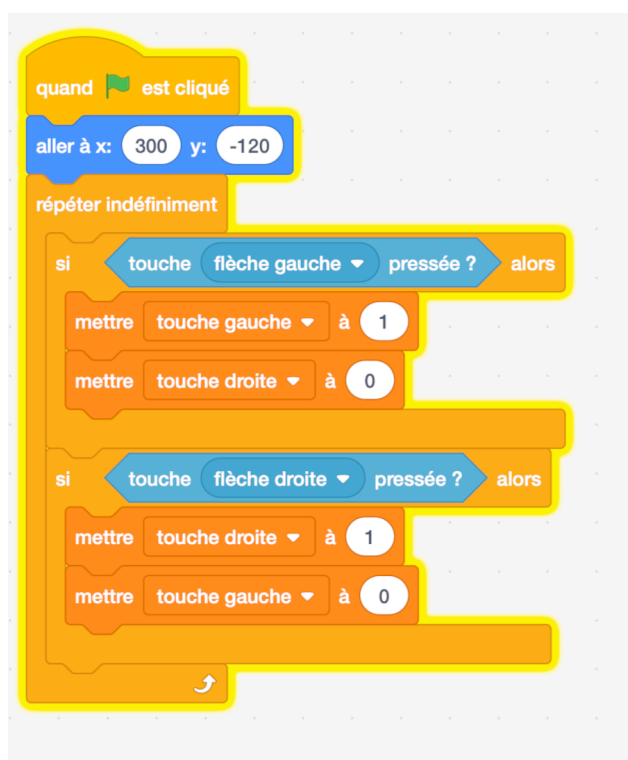 quand est cliqué
aller à x: 300 y: -120
répéter indéfiniment
si touche flèche gauche pressée ? alors
mettre touche gauche à 1
mettre touche droite à 0
si touche flèche droite pressée ? alors
mettre touche droite à 1
mettre touche gauche à 0